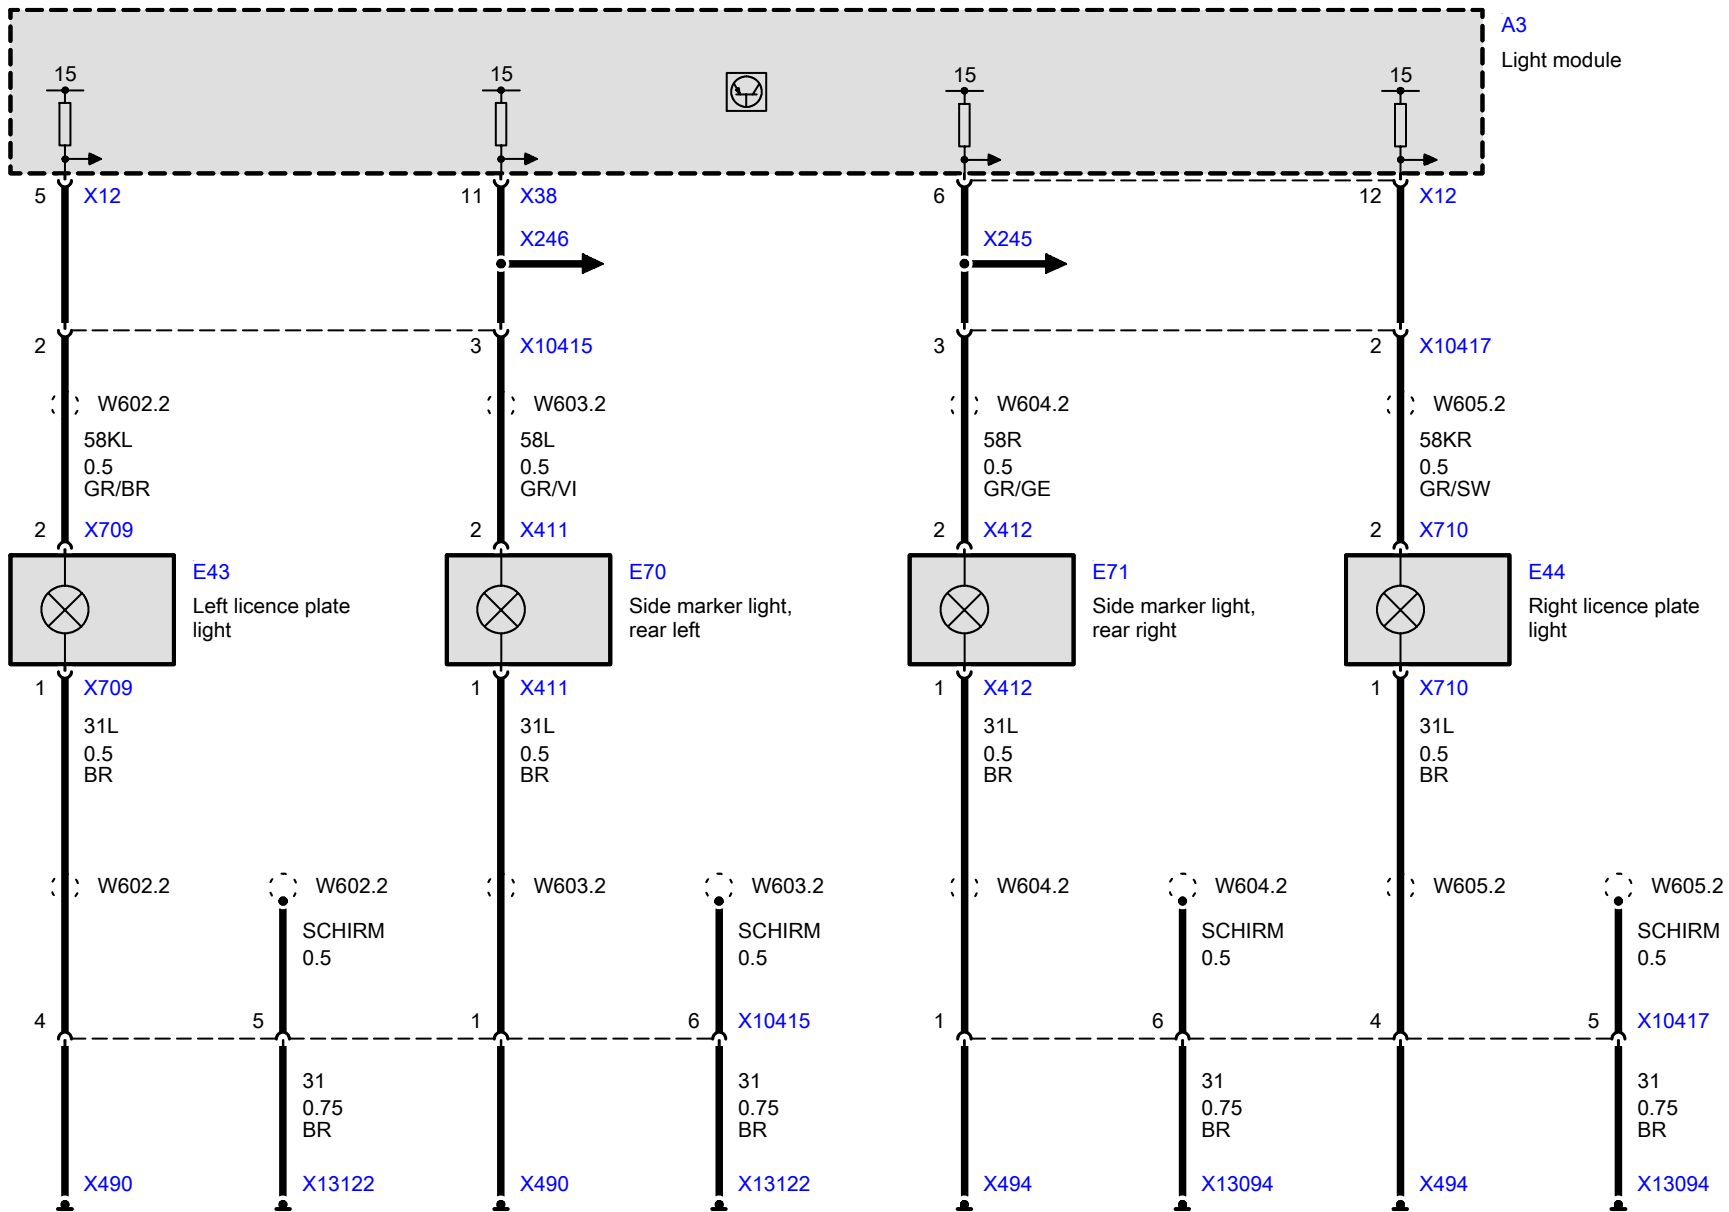 A3
Light module
15 15 15 15
5 X12 11 X38 6 12 X12
X246 X245
2 3 X10415 3 2 X10417
W602.2 W603.2 W604.2 W605.2
58KL 58L 58R 58KR
0.5 0.5 0.5 0.5
GR/BR GR/VI GR/GE GR/SW
2 X709 2 X411 2 X412 2 X710
E43 E70 E71 E44
Left licence plate Side marker light, Side marker light, Right licence plate
light rear left rear right light
1 X709 1 X411 1 X412 1 X710
31L 31L 31L 31L
0.5 0.5 0.5 0.5
BR BR BR BR
W602.2 W602.2 W603.2 W603.2 W604.2 W604.2 W605.2 W605.2
SCHIRM SCHIRM SCHIRM SCHIRM
0.5 0.5 0.5 0.5
4 5 1 6 X10415 1 6 4 5 X10417
31 31 31 31
0.75 0.75 0.75 0.75
BR BR BR BR
X490 X13122 X490 X13122 X494 X13094 X494 X13094